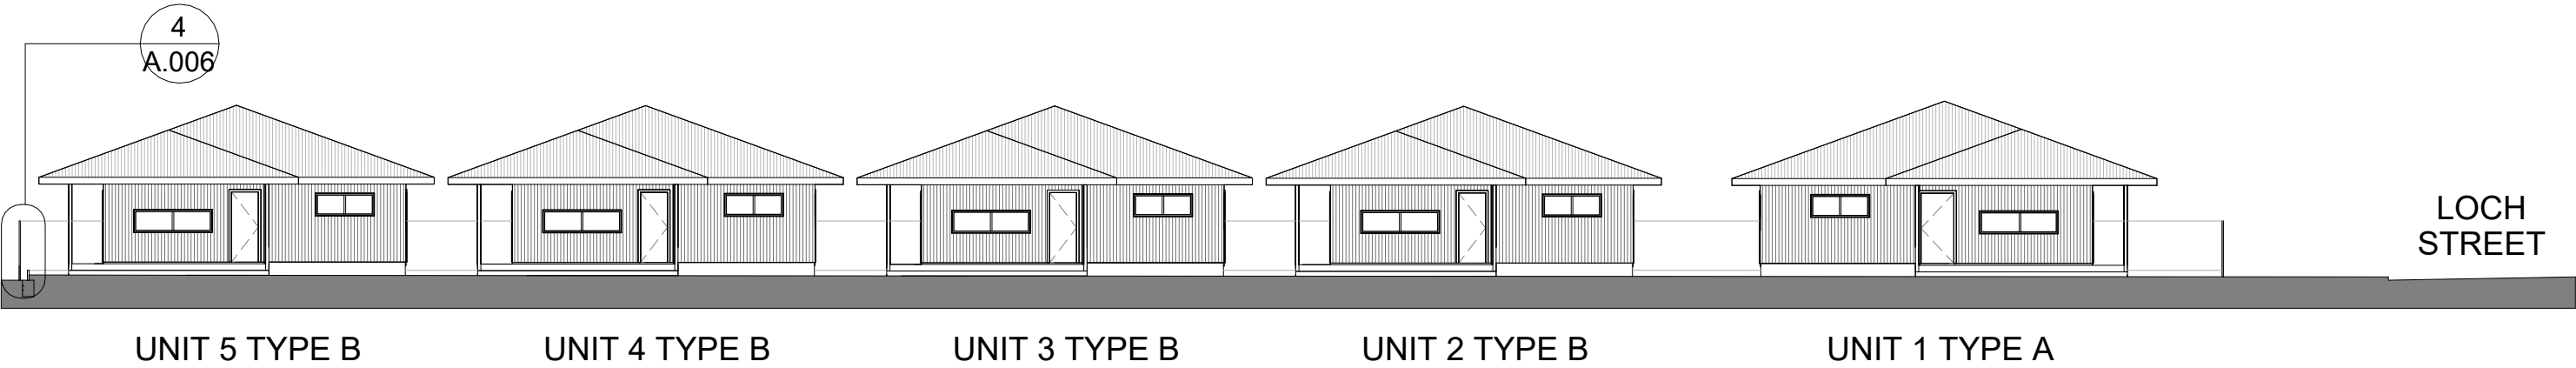 4
A.006
LOCH
STREET
UNIT 5 TYPE B
UNIT 4 TYPE B
UNIT 3 TYPE B
UNIT 2 TYPE B
UNIT 1 TYPE A